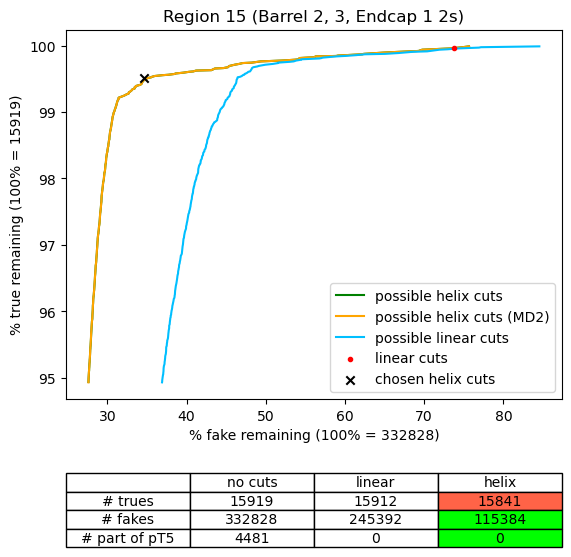 Region 15 (Barrel 2, 3, Endcap 1 2s)
100
99
98
97
96
95
% true remaining (100% = 15919)
possible helix cuts
possible helix cuts (MD2)
possible linear cuts
linear cuts
chosen helix cuts
30 40 50 60 70 80
% fake remaining (100% = 332828)
no cuts linear helix
# trues 15919 15912 15841
# fakes 332828 245392 115384
# part of pT5 4481 0 0